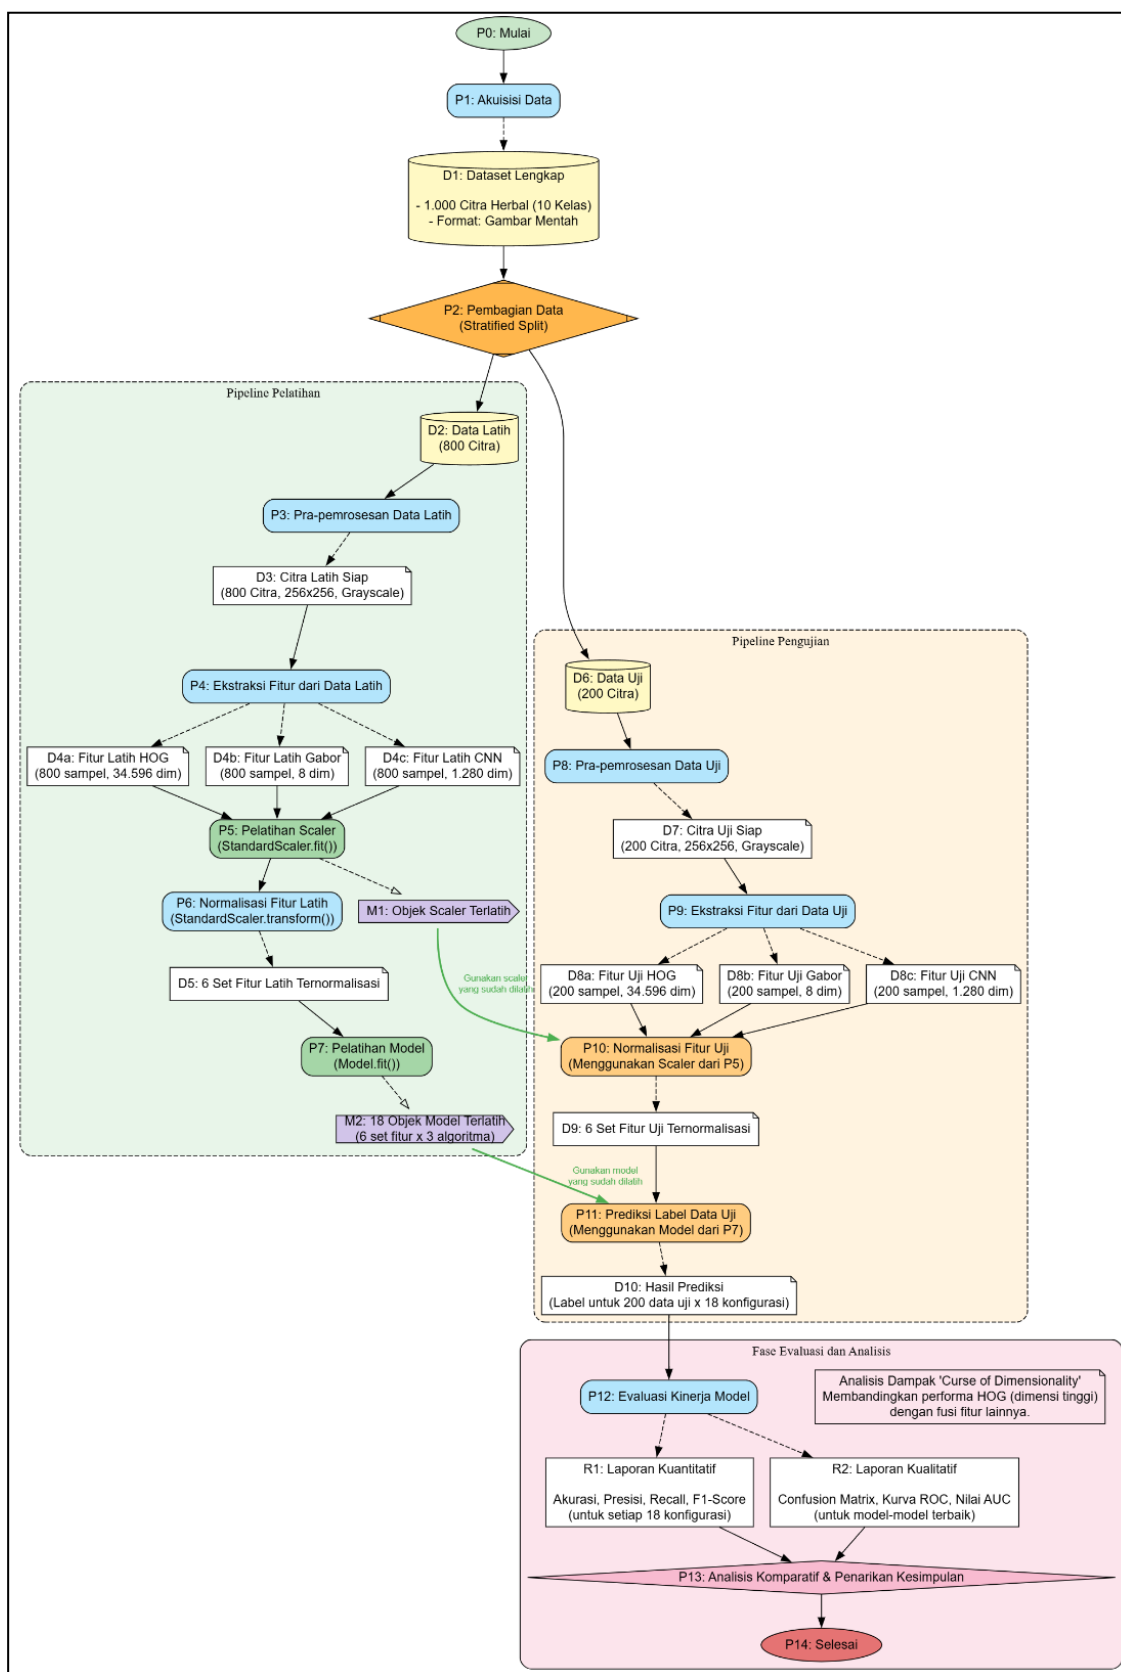 P0: Mulai
P1: Akuisisi Data
D1: Dataset Lengkap
- 1.000 Citra Herbal (10 Kelas)
- Format: Gambar Mentah
P2: Pembagian Data
(Stratified Split)
Pipeline Pelatihan
D2: Data Latih
(800 Citra)
P3: Pra-pemrosesan Data Latih
D3: Citra Latih Siap
(800 Citra, 256x256, Grayscale)
P4: Ekstraksi Fitur dari Data Latih
D4a: Fitur Latih HOG
(800 sampel, 34.596 dim)
D4b: Fitur Latih Gabor
(800 sampel, 8 dim)
D4c: Fitur Latih CNN
(800 sampel, 1.280 dim)
P5: Pelatihan Scaler
(StandardScaler.fit())
P6: Normalisasi Fitur Latih
(StandardScaler.transform())
M1: Objek Scaler Terlatih
D5: 6 Set Fitur Latih Ternormalisasi
P7: Pelatihan Model
(Model.fit())
M2: 18 Objek Model Terlatih
(6 set fitur x 3 algoritma)
Gunakan scaler
yang sudah dilatih
Pipeline Pengujian
D6: Data Uji
(200 Citra)
P8: Pra-pemrosesan Data Uji
D7: Citra Uji Siap
(200 Citra, 256x256, Grayscale)
P9: Ekstraksi Fitur dari Data Uji
D8a: Fitur Uji HOG
(200 sampel, 34.596 dim)
D8b: Fitur Uji Gabor
(200 sampel, 8 dim)
D8c: Fitur Uji CNN
(200 sampel, 1.280 dim)
P10: Normalisasi Fitur Uji
(Menggunakan Scaler dari P5)
D9: 6 Set Fitur Uji Ternormalisasi
Gunakan model
yang sudah dilatih
P11: Prediksi Label Data Uji
(Menggunakan Model dari P7)
D10: Hasil Prediksi
(Label untuk 200 data uji x 18 konfigurasi)
Fase Evaluasi dan Analisis
P12: Evaluasi Kinerja Model
Analisis Dampak 'Curse of Dimensionality'
Membandingkan performa HOG (dimensi tinggi)
dengan fusi fitur lainnya.
R1: Laporan Kuantitatif
Akurasi, Presisi, Recall, F1-Score
(untuk setiap 18 konfigurasi)
R2: Laporan Kualitatif
Confusion Matrix, Kurva ROC, Nilai AUC
(untuk model-model terbaik)
P13: Analisis Komparatif & Penarikan Kesimpulan
P14: Selesai